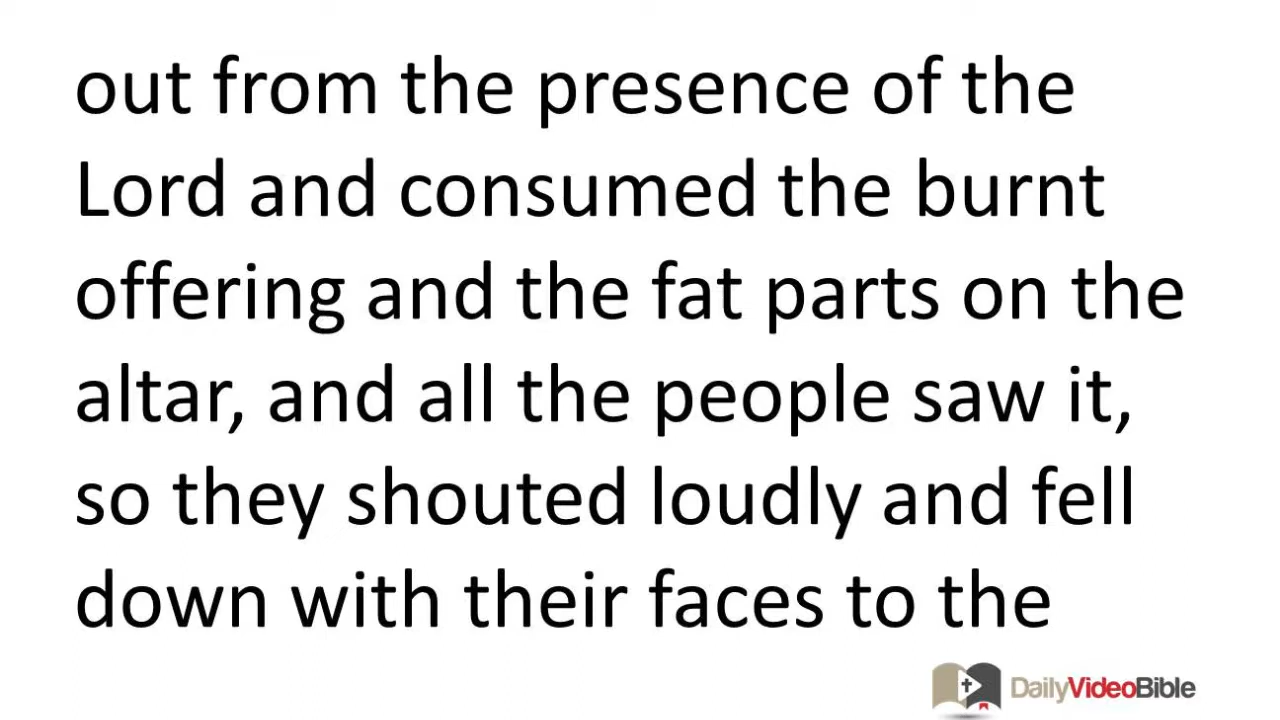 out from the presence of the
Lord and consumed the burnt
offering and the fat parts on the
altar, and all the people saw it,
so they shouted loudly and fell
down with their faces to the
DailyVideoBible